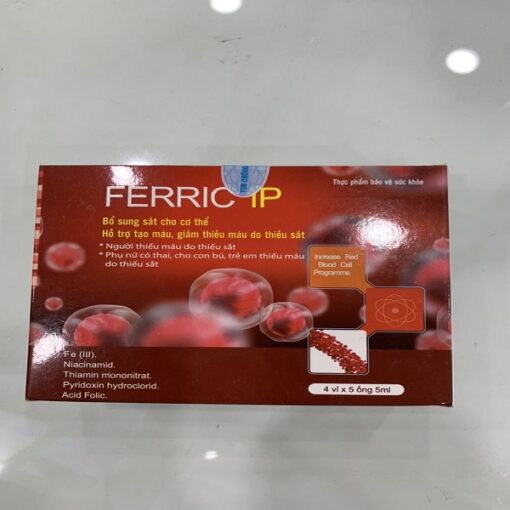 FERRIC IP
Thực phẩm bảo vệ sức khỏe
Bổ sung sắt cho cơ thể
Hỗ trợ tạo máu, giảm thiếu máu do thiếu sắt
* Người thiếu máu do thiếu sắt
* Phụ nữ có thai, cho con bú, trẻ em thiếu máu
do thiếu sắt
Increase Red
Blood Cell
Programme
Fe (III).
Niacinamid.
Thiamin mononitrat.
Pyridoxin hydroclorid.
Acid Folic.
4 vỉ x 5 ống 5ml